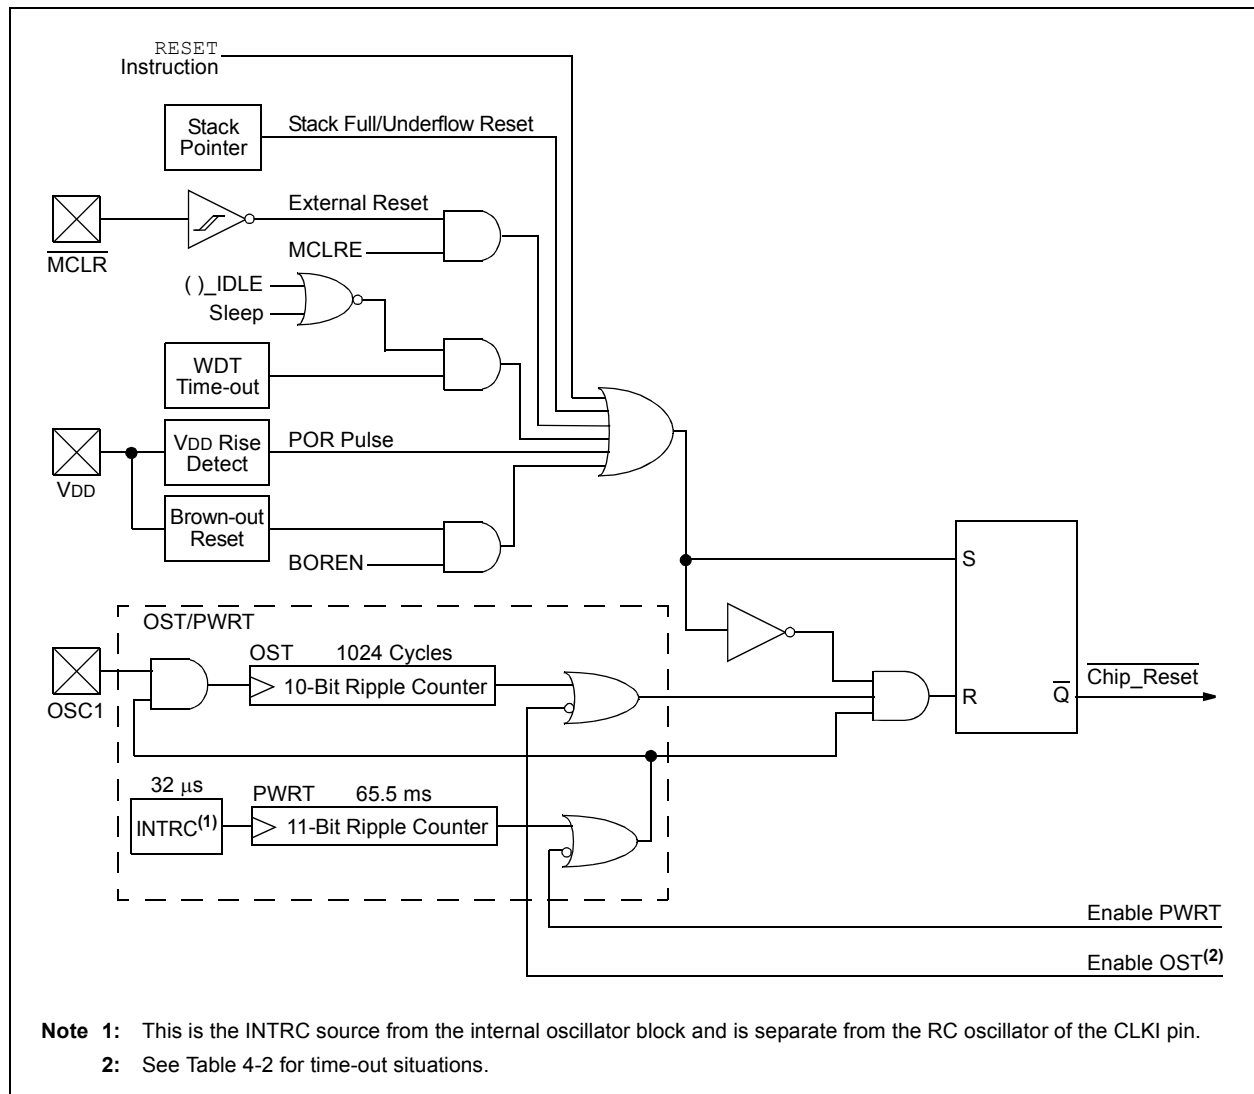 RESET
Instruction
Stack
Pointer
Stack Full/Underflow Reset
External Reset
MCLR
MCLRE
( )_IDLE
Sleep
WDT
Time-out
VDD Rise
Detect
POR Pulse
VDD
Brown-out
Reset
BOREN
S
OST/PWRT
OST 1024 Cycles
10-Bit Ripple Counter
OSC1
R
Q
Chip_Reset
32 μs
INTRC(1)
PWRT 65.5 ms
11-Bit Ripple Counter
Enable PWRT
Enable OST(2)
Note 1: This is the INTRC source from the internal oscillator block and is separate from the RC oscillator of the CLKI pin.
2: See Table 4-2 for time-out situations.